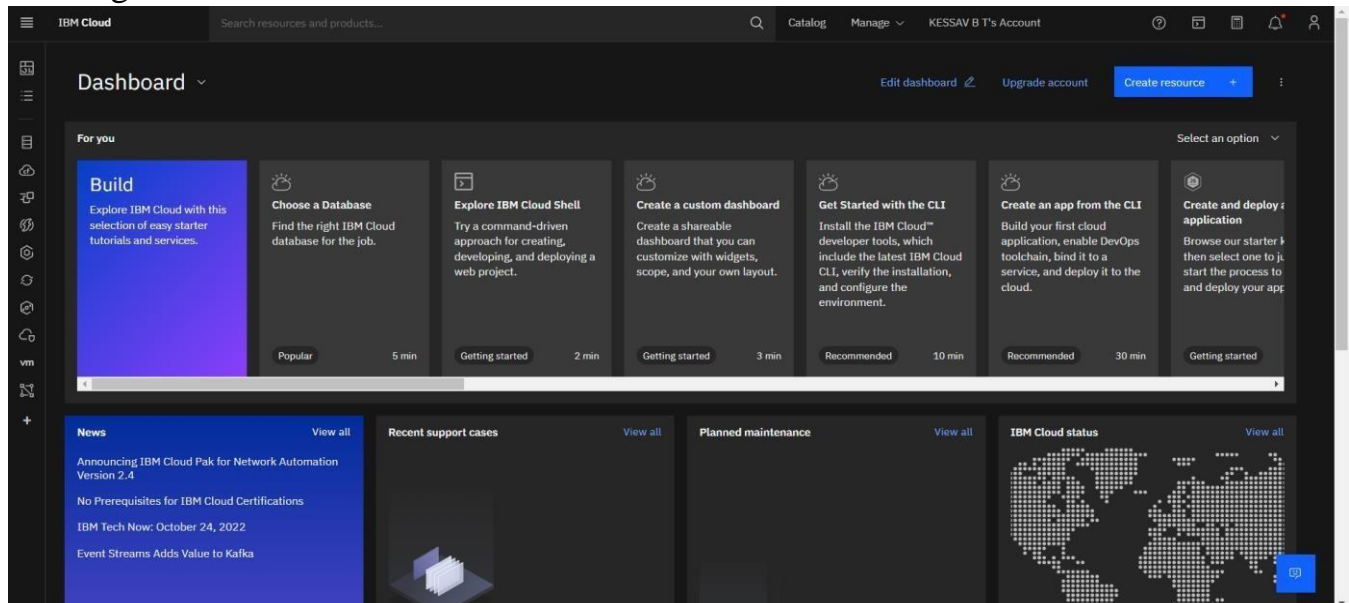 IBM Cloud
Search resources and products...
Catalog
Manage
KESSAV B T's Account
Dashboard
Edit dashboard
Upgrade account
Create resource +
For you
Select an option
Build
Explore IBM Cloud with this
selection of easy starter
tutorials and services.
Choose a Database
Find the right IBM Cloud
database for the job.
Popular
5 min
Explore IBM Cloud Shell
Try a command-driven
approach for creating,
developing, and deploying a
web project.
Getting started
2 min
Create a custom dashboard
Create a shareable
dashboard that you can
customize with widgets,
scope, and your own layout.
Getting started
3 min
Get Started with the CLI
Install the IBM Cloud™
developer tools, which
include the latest IBM Cloud
CLI, verify the installation,
and configure the
environment.
Recommended
10 min
Create an app from the CLI
Build your first cloud
application, enable DevOps
toolchain, bind it to a
service, and deploy it to the
cloud.
Recommended
30 min
Create and deploy
application
Browse our starter
then select one to
start the process to
and deploy your
Getting started
vm
+
News
View all
Announcing IBM Cloud Pak for Network Automation
Version 2.4
No Prerequisites for IBM Cloud Certifications
IBM Tech Now: October 24, 2022
Event Streams Adds Value to Kafka
Recent support cases
View all
Planned maintenance
View all
IBM Cloud status
View all